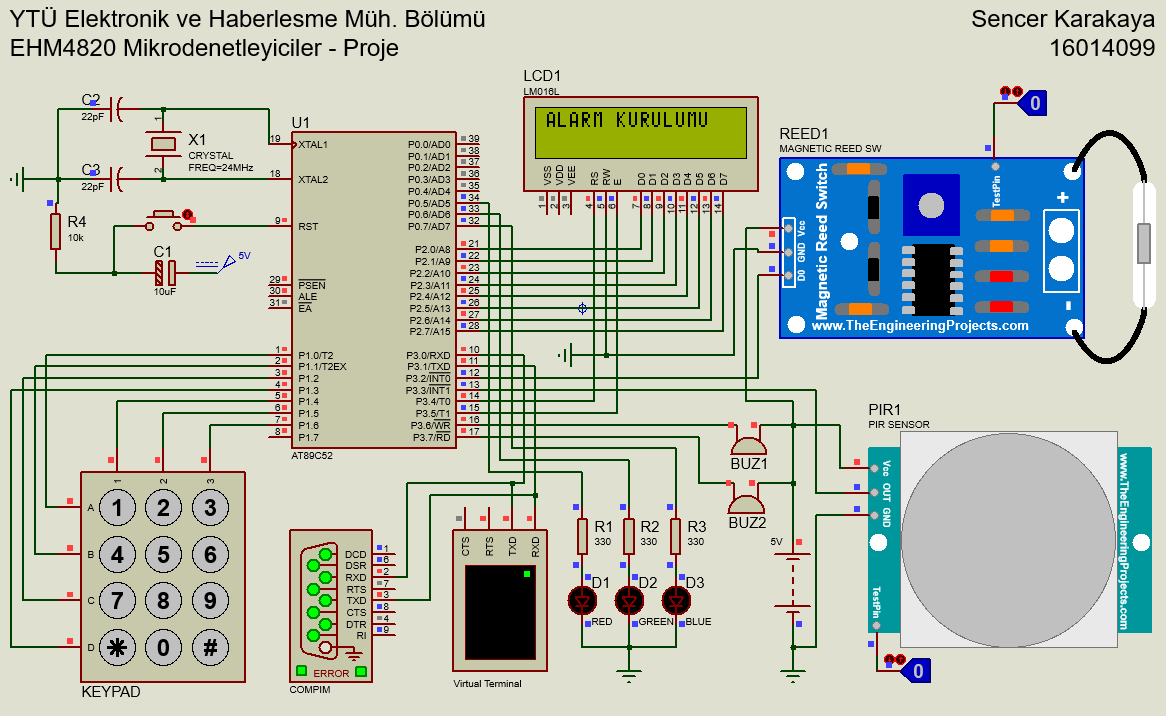 YTÜ Elektronik ve Haberlesme Müh. Bölümü
EHM4820 Mikrodenetleyiciler - Proje
Sencer Karakaya
16014099
C2
22pF
X1
CRYSTAL
FREQ=24MHz
1
2
C3
22pF
R4
10k
C1
10uF
5V
U1
19 XTAL1
18 XTAL2
9 RST
29 PSEN
30 ALE
31 EA
1 P1.0/T2
2 P1.1/T2EX
3 P1.2
4 P1.3
5 P1.4
6 P1.5
7 P1.6
8 P1.7
P0.0/AD0 39
P0.1/AD1 38
P0.2/AD2 37
P0.3/AD3 36
P0.4/AD4 35
P0.5/AD5 34
P0.6/AD6 33
P0.7/AD7 32
P2.0/A8 21
P2.1/A9 22
P2.2/A10 23
P2.3/A11 24
P2.4/A12 25
P2.5/A13 26
P2.6/A14 27
P2.7/A15 28
P3.0/RXD 10
P3.1/TXD 11
P3.2/INT0 12
P3.3/INT1 13
P3.4/T0 14
P3.5/T1 15
P3.6/WR 16
P3.7/RD 17
AT89C52
LCD1
LM016L
ALARM KURULUMU
VSS VDD VEE RS RW E D0 D1 D2 D3 D4 D5 D6 D7
1 2 3 4 5 6 7 8 9 10 11 12 13 14
REED1
MAGNETIC REED SW
0
TestPin
Magnetic Reed Switch
Vcc
GND
D0
+
-
www.TheEngineeringProjects.com
PIR1
PIR SENSOR
Vcc
OUT
GND
TestPin
www.TheEngineeringProjects.com
0
BUZ1
BUZ2
5V
R1
330
R2
330
R3
330
D1
RED
D2
GREEN
D3
BLUE
1 2 3
A 1 2 3
B 4 5 6
C 7 8 9
D * 0 #
KEYPAD
DCD 1
DSR 6
RXD 2
RTS 7
TXD 3
CTS 8
DTR 4
RI 9
ERROR
COMPIM
CTS RTS TXD RXD
Virtual Terminal